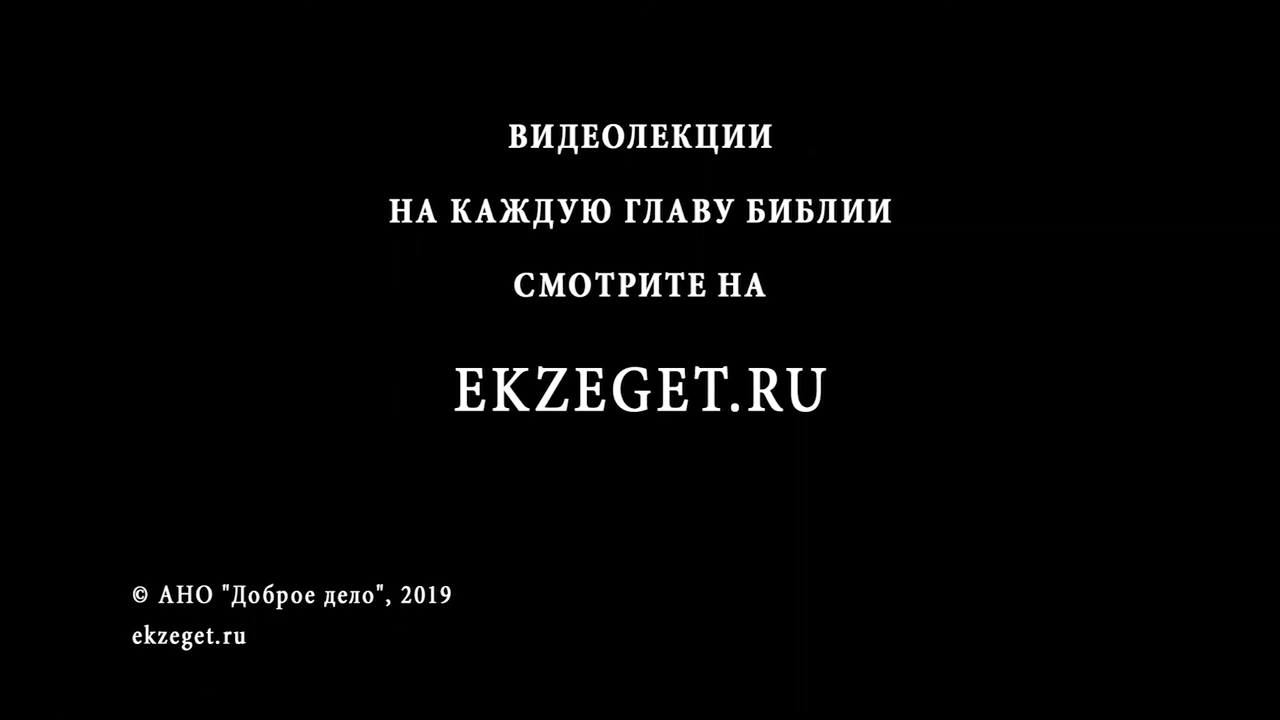 ВИДЕОЛЕКЦИИ
НА КАЖДУЮ ГЛАВУ БИБЛИИ
СМОТРИТЕ НА
EKZEGET.RU
© АНО "Доброе дело", 2019
ekzeget.ru